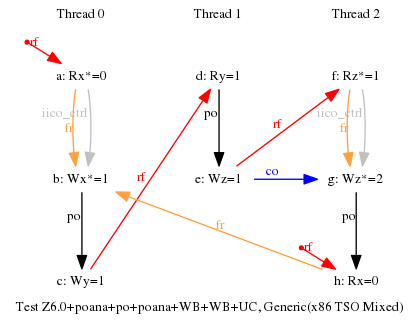 Thread 0 Thread 1 Thread 2
rf
a: Rx*=0 d: Ry=1 f: Rz*=1
iico_ctrl po iico_ctrl
fr rf fr
b: Wx*=1 rf e: Wz=1 co g: Wz*=2
po fr po
rf
c: Wy=1 h: Rx=0
Test Z6.0+poana+po+poana+WB+WB+UC, Generic(x86 TSO Mixed)